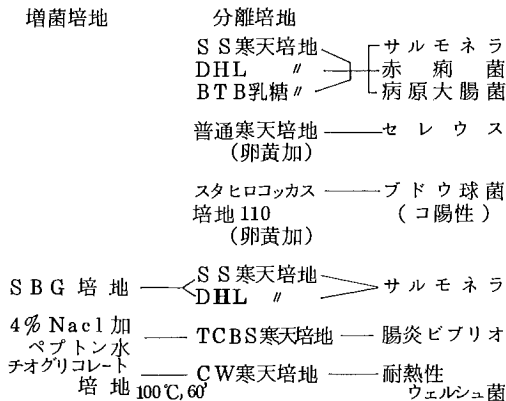 増菌培地 分離培地
SS寒天培地 サルモネラ
DHL 〃 赤痢菌
BTB乳糖〃 病原大腸菌
普通寒天培地 セレウス
(卵黄加)
スタヒロコッカス ブドウ球菌
培地110 (コ陽性)
(卵黄加)
SBG培地 SS寒天培地 サルモネラ
DHL 〃
4%Nacl加
ペプトン水 TCBS寒天培地 腸炎ビブリオ
チオグリコレート
培地 100℃,60′ CW寒天培地 耐熱性
ウェルシュ菌